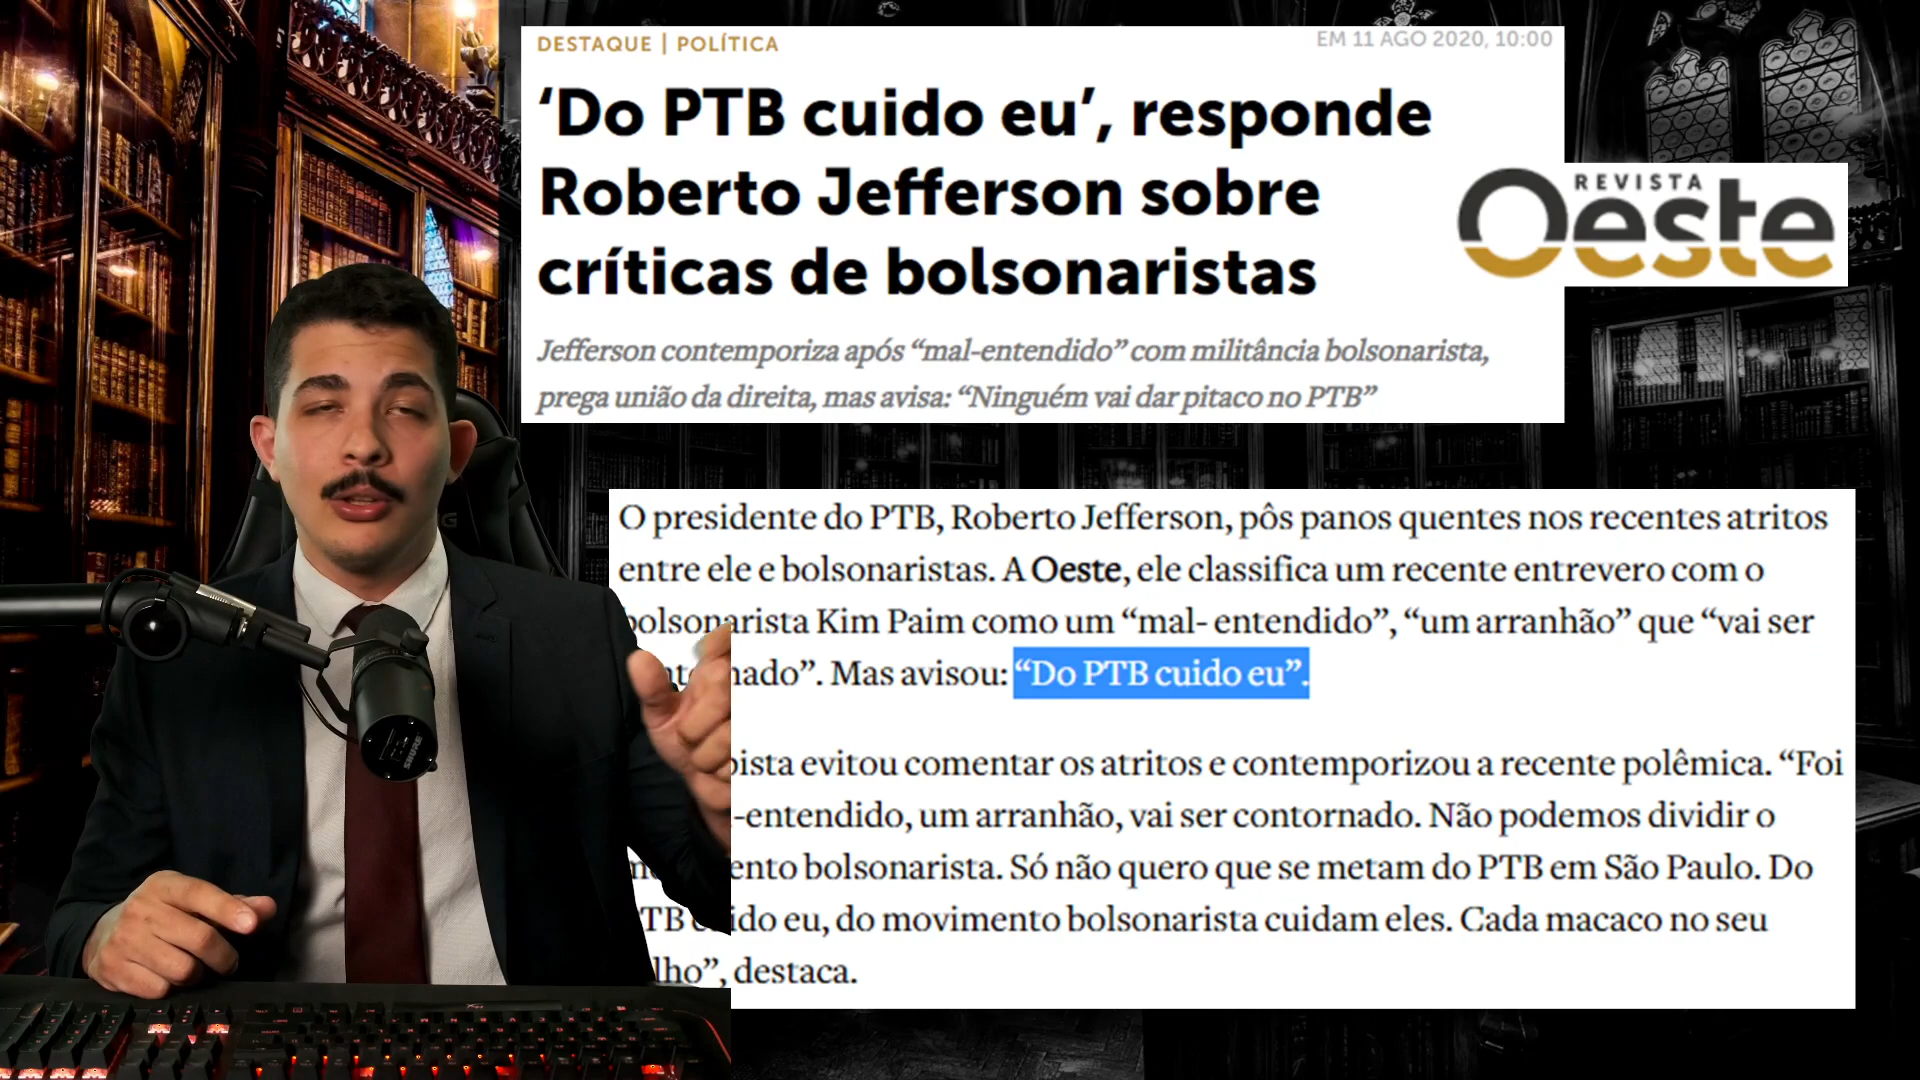 DESTAQUE | POLÍTICA
EM 11 AGO 2020, 10:00
‘Do PTB cuido eu’, responde
Roberto Jefferson sobre
críticas de bolsonaristas
REVISTA
Oeste
Jefferson contemporiza após “mal-entendido” com militância bolsonarista,
prega união da direita, mas avisa: “Ninguém vai dar pitaco no PTB”
O presidente do PTB, Roberto Jefferson, pôs panos quentes nos recentes atritos
entre ele e bolsonaristas. A Oeste, ele classifica um recente entrevero com o
bolsonarista Kim Paim como um “mal- entendido”, “um arranhão” que “vai ser
nado”. Mas avisou: “Do PTB cuido eu”.
bista evitou comentar os atritos e contemporizou a recente polêmica. “Foi
-entendido, um arranhão, vai ser contornado. Não podemos dividir o
ento bolsonarista. Só não quero que se metam do PTB em São Paulo. Do
TB cuido eu, do movimento bolsonarista cuidam eles. Cada macaco no seu
lho”, destaca.
SHURE